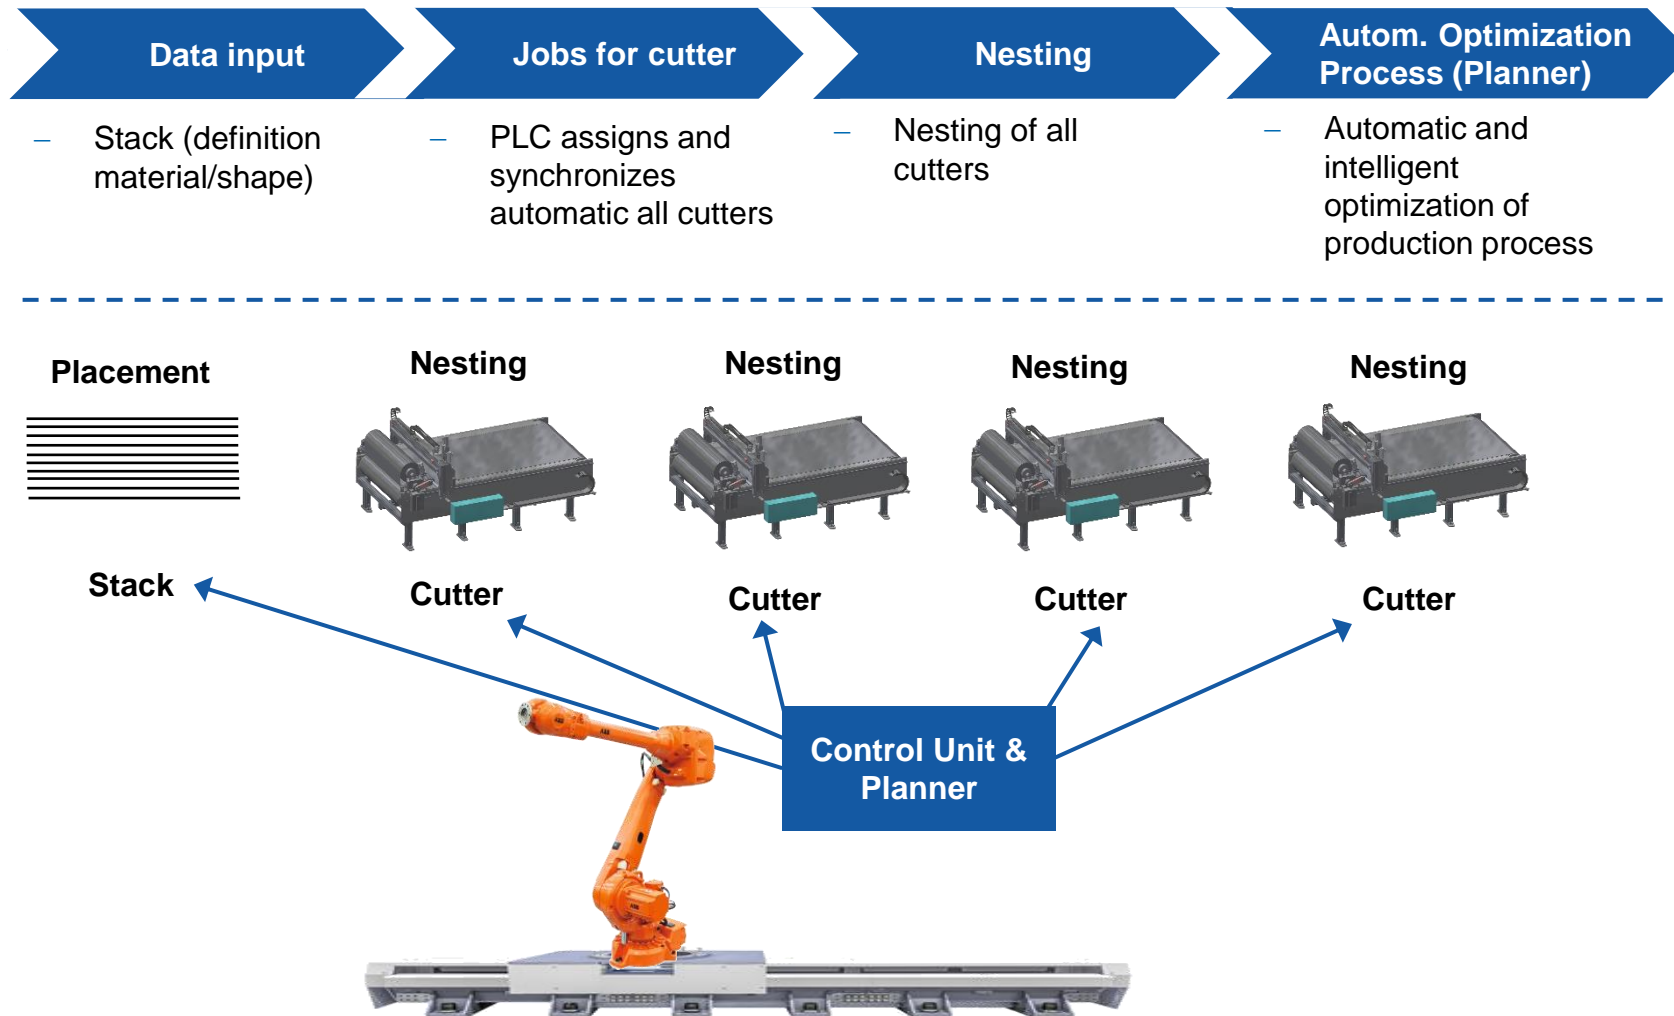 Data input
Jobs for cutter
Nesting
Autom. Optimization
Process (Planner)
– Stack (definition
material/shape)
– PLC assigns and
synchronizes
automatic all cutters
– Nesting of all
cutters
– Automatic and
intelligent
optimization of
production process
Placement
Nesting
Nesting
Nesting
Nesting
Stack
Cutter
Cutter
Cutter
Cutter
Control Unit &
Planner
ABB